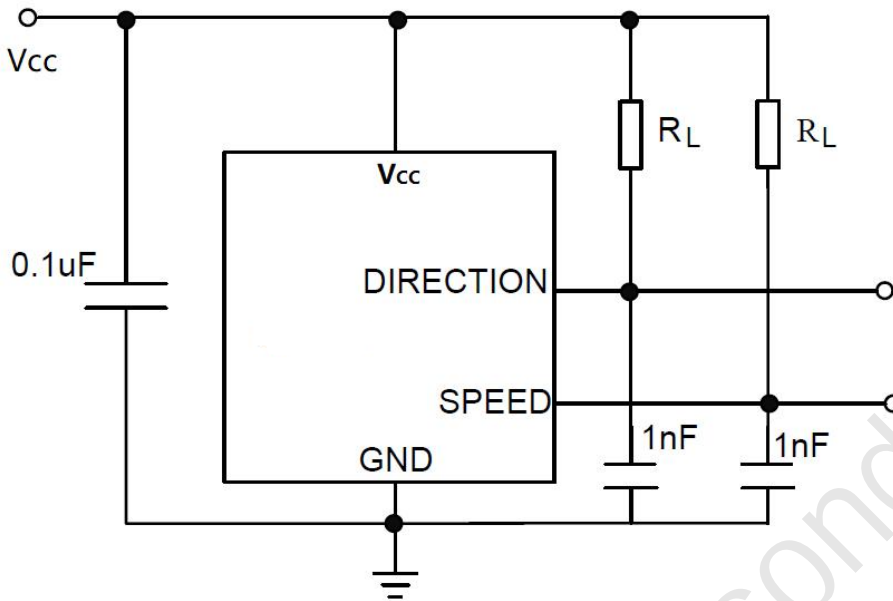 Vcc
RL
RL
Vcc
0.1uF
DIRECTION
SPEED
1nF
1nF
GND